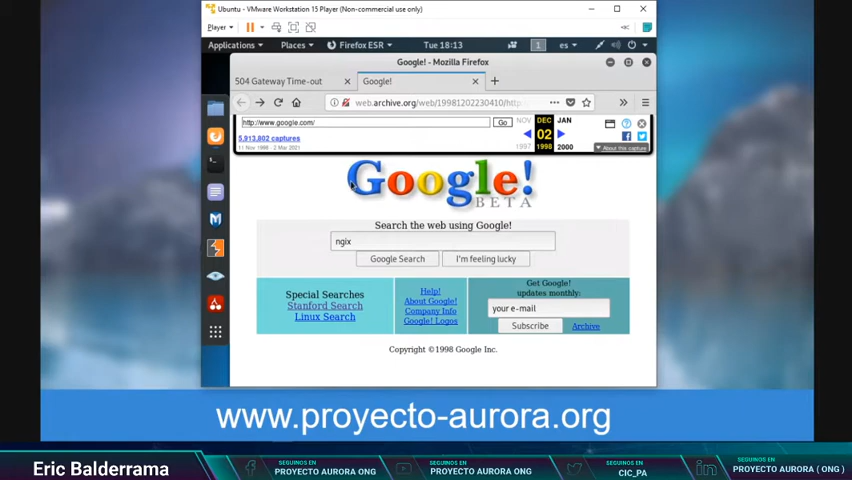 Ubuntu - VMware Workstation 15 Player (Non-commercial use only)
Player
Applications Places Firefox ESR Tue 18:13 1 es
Google! - Mozilla Firefox
504 Gateway Time-out
Google!
web.archive.org/web/19981202230410/http:
http://www.google.com/
Go
NOV DEC JAN
5,913,802 captures
11 Nov 1998 - 2 Mar 2021
02
1997 1998 2000
About this capture
Google!
BETA
Search the web using Google!
ngix
Google Search
I'm feeling lucky
Special Searches
Stanford Search
Linux Search
Help!
About Google!
Company Info
Google! Logos
Get Google!
updates monthly:
your e-mail
Subscribe
Archive
Copyright ©1998 Google Inc.
www.proyecto-aurora.org
Eric Balderrama
SEGUINOS EN
PROYECTO AURORA ONG
SEGUINOS EN
PROYECTO AURORA ONG
SEGUINOS EN
CIC_PA
SEGUINOS EN
PROYECTO AURORA ( ONG )